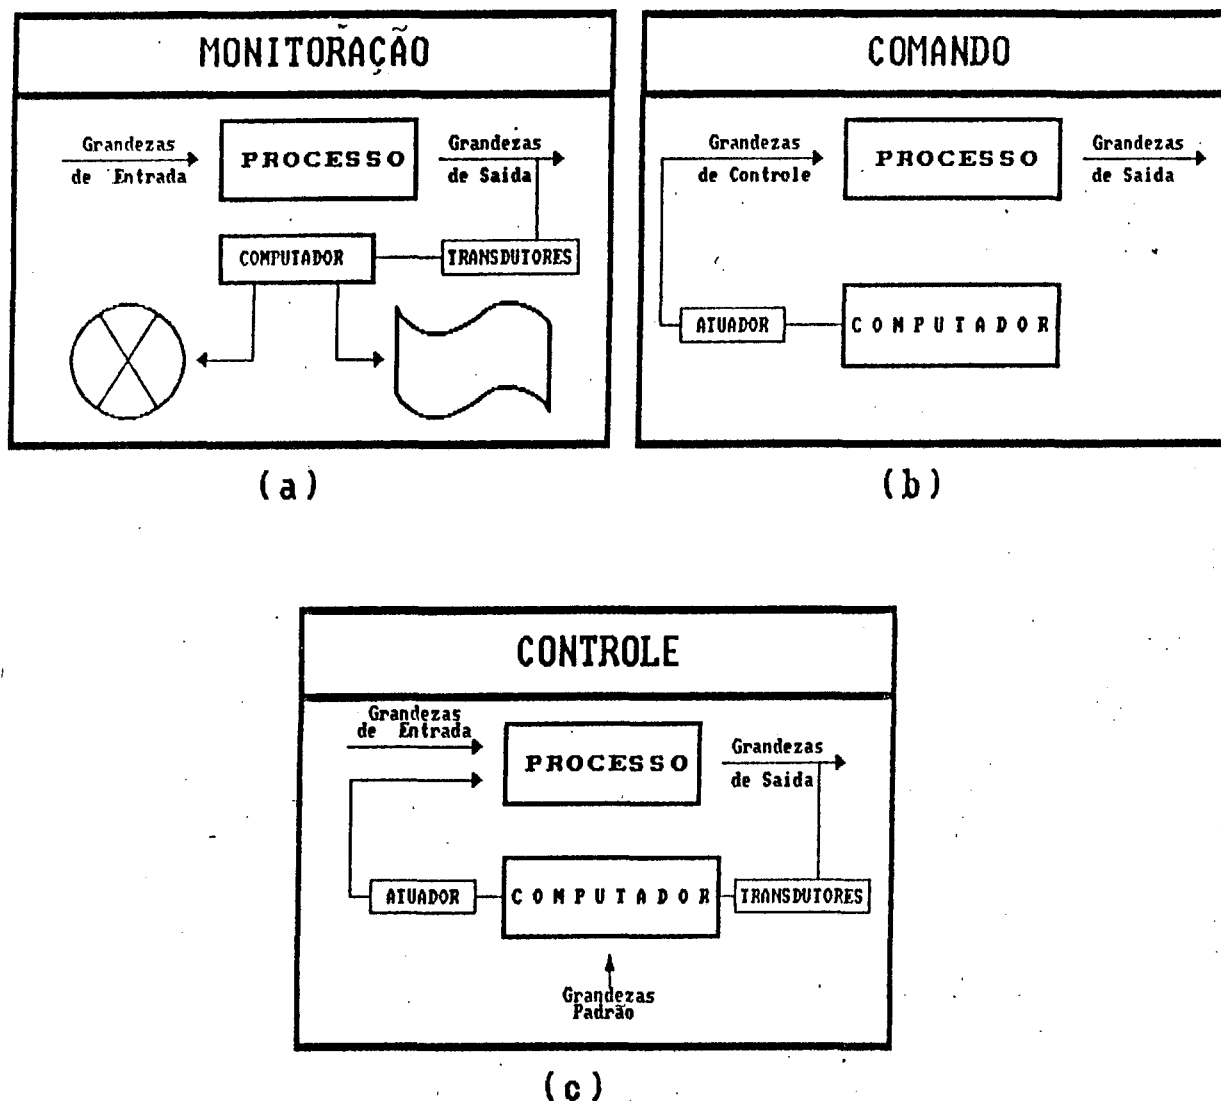 MONITORAÇÃO
Grandezas
de Entrada
PROCESSO
Grandezas
de Saida
COMPUTADOR
TRANSDUTORES
(a)
COMANDO
Grandezas
de Controle
PROCESSO
Grandezas
de Saida
ATUADOR
COMPUTADOR
(b)
CONTROLE
Grandezas
de Entrada
PROCESSO
Grandezas
de Saida
ATUADOR
COMPUTADOR
TRANSDUTORES
Grandezas
Padrão
(c)